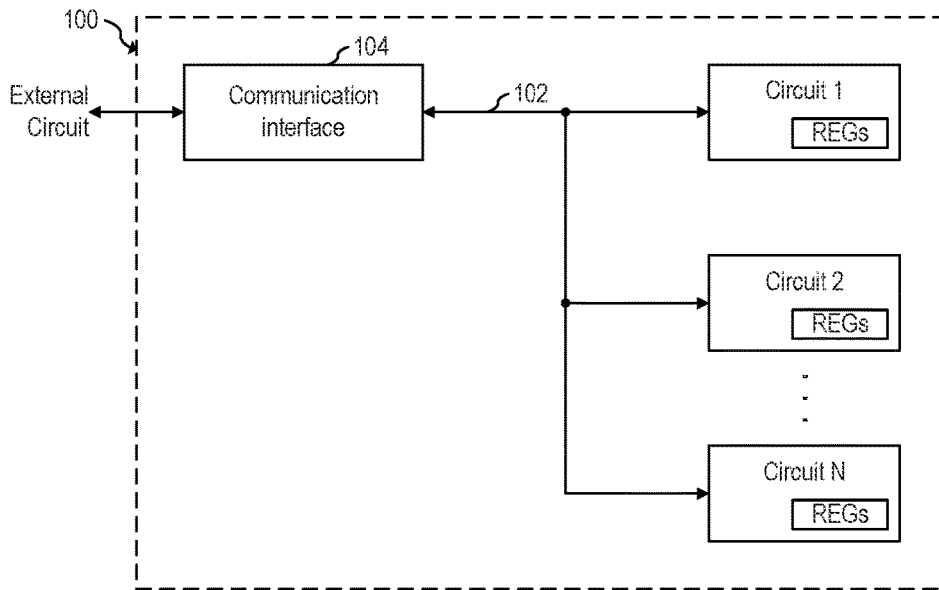 100
104
External
Circuit
Communication
interface
102
Circuit 1
REGs
Circuit 2
REGs
Circuit N
REGs